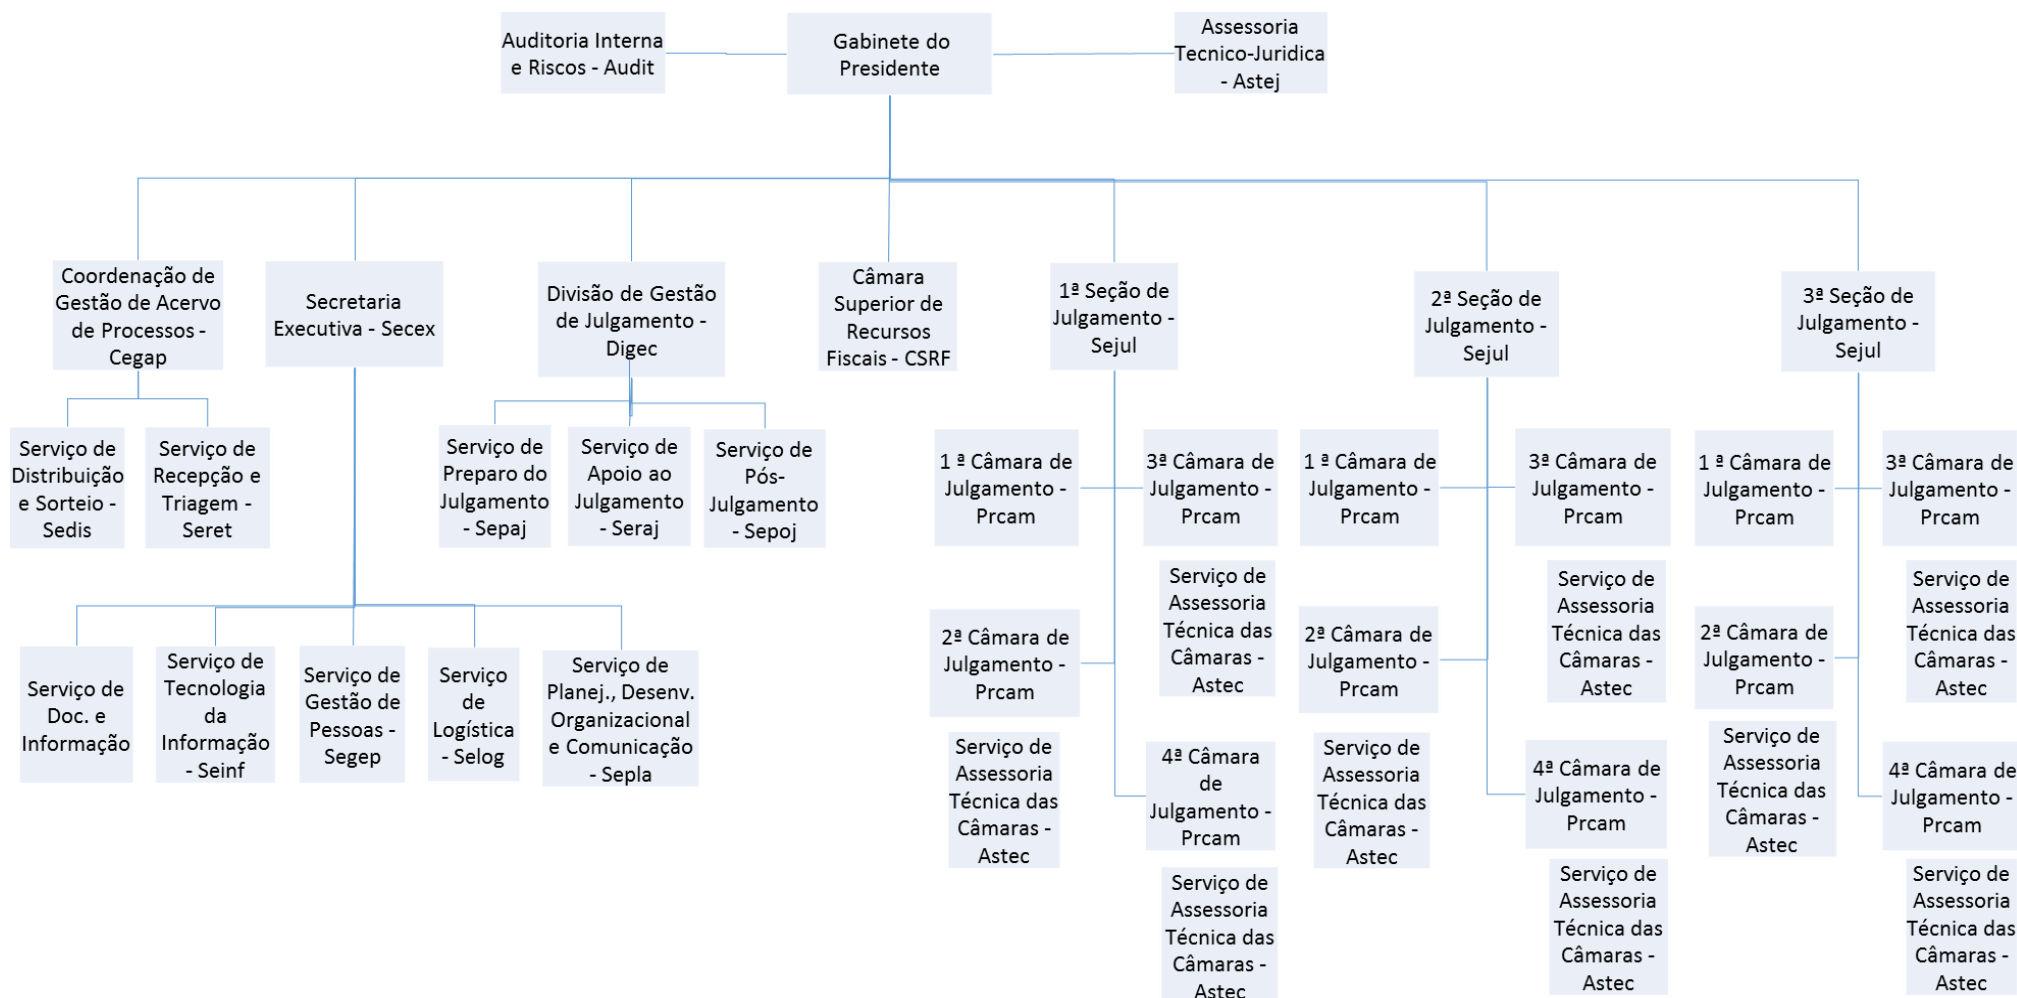 Auditoria Interna
e Riscos - Audit
Gabinete do
Presidente
Assessoria
Tecnico-Juridica
- Astej
Coordenação de
Gestão de Acervo
de Processos -
Cegap
Secretaria
Executiva - Secex
Divisão de Gestão
de Julgamento -
Digec
Câmara
Superior de
Recursos
Fiscais - CSRF
1ª Seção de
Julgamento -
Sejul
2ª Seção de
Julgamento -
Sejul
3ª Seção de
Julgamento -
Sejul
Serviço de
Distribuição
e Sorteio -
Sedis
Serviço de
Recepção e
Triagem -
Seret
Serviço de
Preparo do
Julgamento
- Sepaj
Serviço de
Apoio ao
Julgamento
- Seraj
Serviço de
Pós-
Julgamento
- Sepoj
1 ª Câmara de
Julgamento -
Prcam
3ª Câmara de
Julgamento -
Prcam
1 ª Câmara de
Julgamento -
Prcam
3ª Câmara de
Julgamento -
Prcam
1 ª Câmara de
Julgamento -
Prcam
3ª Câmara de
Julgamento -
Prcam
Serviço de
Assessoria
Técnica das
Câmaras -
Astec
Serviço de
Assessoria
Técnica das
Câmaras -
Astec
Serviço de
Assessoria
Técnica das
Câmaras -
Astec
2ª Câmara de
Julgamento -
Prcam
2ª Câmara de
Julgamento -
Prcam
2ª Câmara de
Julgamento -
Prcam
Serviço de
Doc. e
Informação
Serviço de
Tecnologia
da
Informação
- Seinf
Serviço de
Gestão de
Pessoas -
Segep
Serviço
de
Logística
- Selog
Serviço de
Planej., Desenv.
Organizacional
e Comunicação
- Sepla
Serviço de
Assessoria
Técnica das
Câmaras -
Astec
4ª Câmara
de
Julgamento -
Prcam
Serviço de
Assessoria
Técnica das
Câmaras -
Astec
4ª Câmara de
Julgamento -
Prcam
Serviço de
Assessoria
Técnica das
Câmaras -
Astec
4ª Câmara de
Julgamento -
Prcam
Serviço de
Assessoria
Técnica das
Câmaras -
Astec
Serviço de
Assessoria
Técnica das
Câmaras -
Astec
Serviço de
Assessoria
Técnica das
Câmaras -
Astec